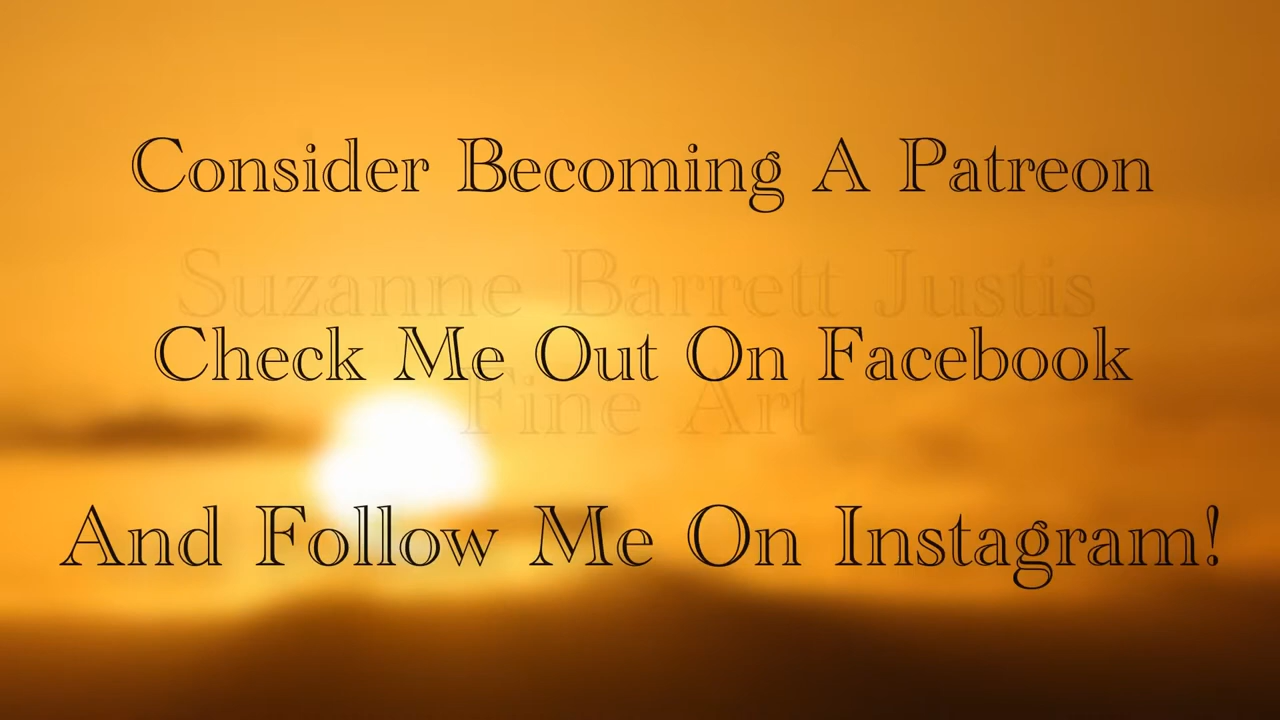 Consider Becoming A Patreon
Suzanne Barrett Justis
Check Me Out On Facebook
Fine Art
And Follow Me On Instagram!